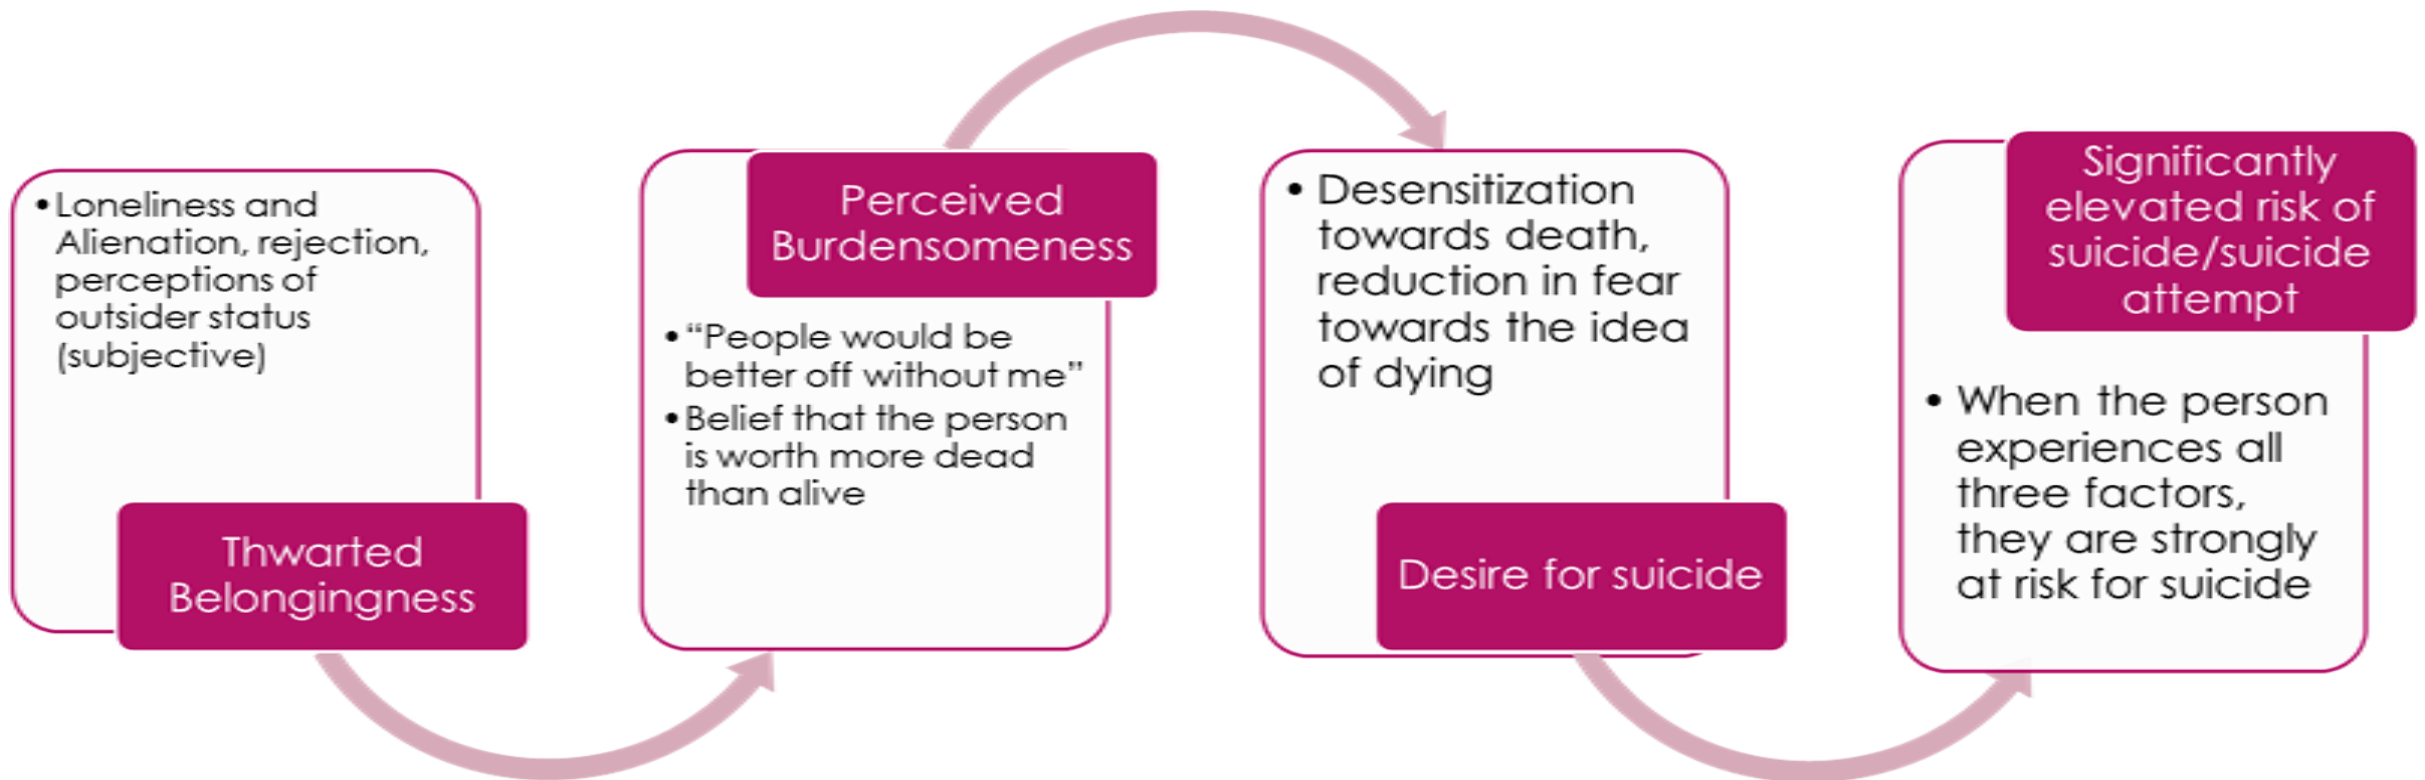 •Loneliness and
Alienation, rejection,
perceptions of
outsider status
(subjective)
Thwarted
Belongingness
Perceived
Burdensomeness
•“People would be
better off without me”
•Belief that the person
is worth more dead
than alive
• Desensitization
towards death,
reduction in fear
towards the idea
of dying
Desire for suicide
Significantly
elevated risk of
suicide/suicide
attempt
• When the person
experiences all
three factors,
they are strongly
at risk for suicide